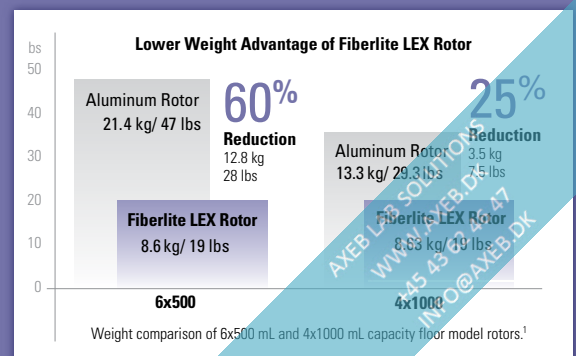 Lower Weight Advantage of Fiberlite LEX Rotor
bs
50
40
30
20
10
0
Aluminum Rotor
21.4 kg/ 47 lbs
60%
Reduction
12.8 kg
28 lbs
Fiberlite LEX Rotor
8.6 kg/ 19 lbs
6x500
25%
Reduction
3.5 kg
7.5 lbs
Aluminum Rotor
13.3 kg/ 29.3 lbs
Fiberlite LEX Rotor
8.63 kg/ 19 lbs
4x1000
Weight comparison of 6x500 mL and 4x1000 mL capacity floor model rotors.1
AXEB LAB SOLUTIONS
WWW.AXEB.DK
+45 43 62 47 47
INFO@AXEB.DK